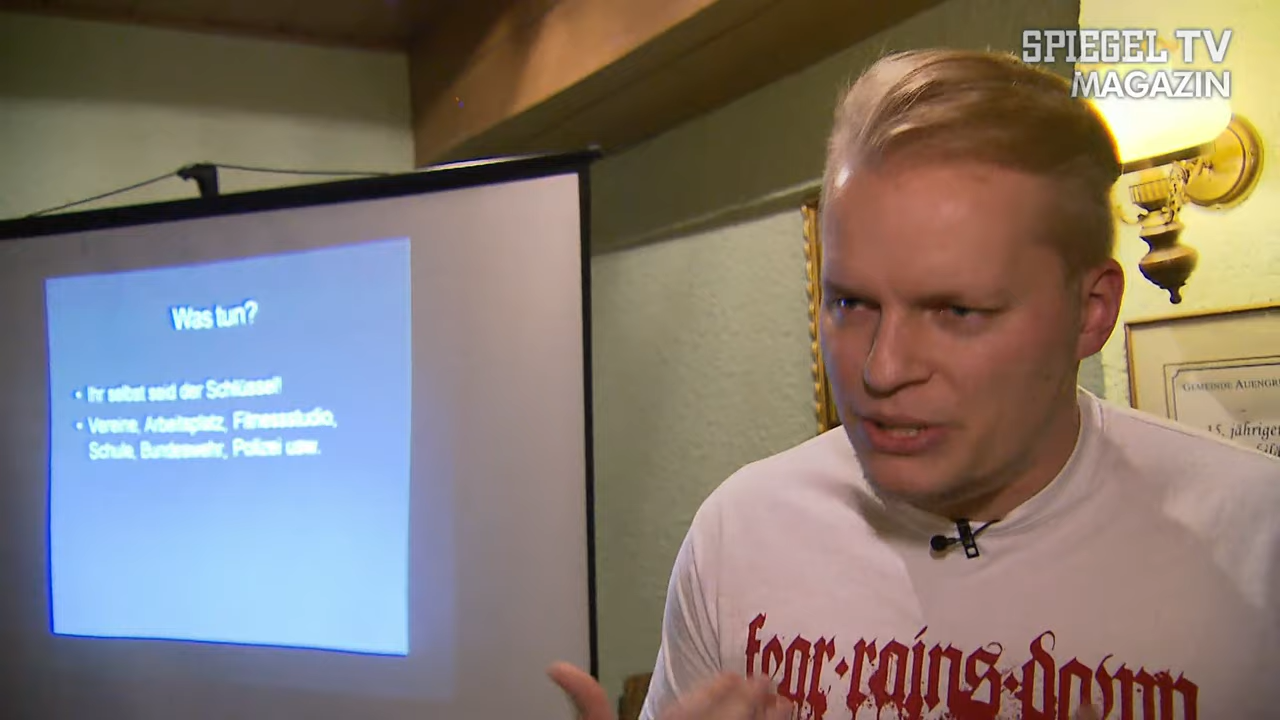 SPIEGEL TV
MAGAZIN
Was tun?
• Ihr selbst seid der Schlüssel!
• Vereine, Arbeitsplatz, Fitnessstudio,
Schule, Bundeswehr, Polizei usw.
GEMEINDE AUENGR
15. jährigen
fear·rains·down